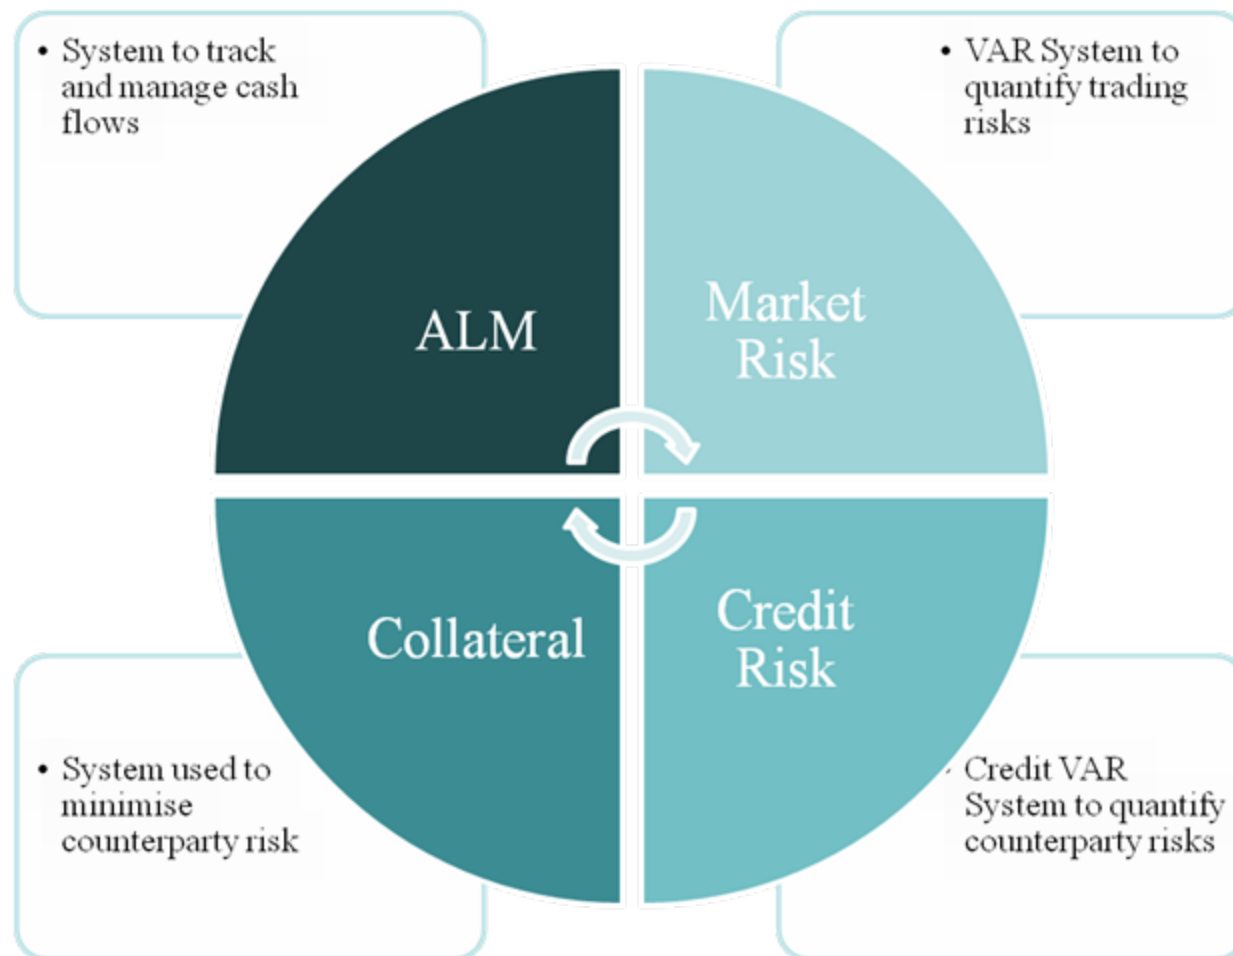 • System to track
and manage cash
flows
• VAR System to
quantify trading
risks
ALM
Market
Risk
Collateral
Credit
Risk
• System used to
minimise
counterparty risk
Credit VAR
System to quantify
counterparty risks